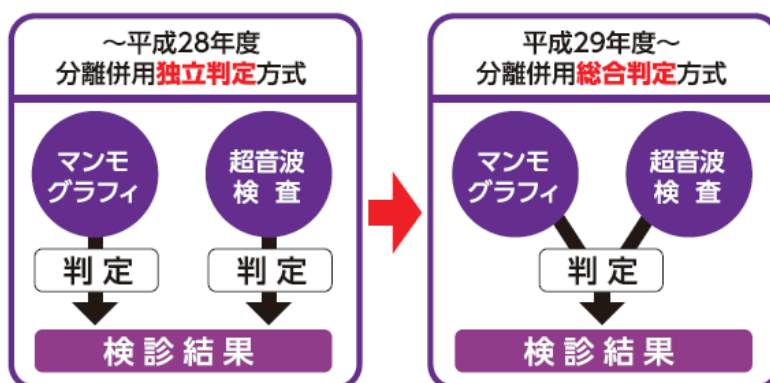 ~平成28年度
分離併用独立判定方式
マンモ
グラフィ
超音波
検査
判定
判定
検診結果
平成29年度~
分離併用総合判定方式
マンモ
グラフィ
超音波
検査
判定
検診結果